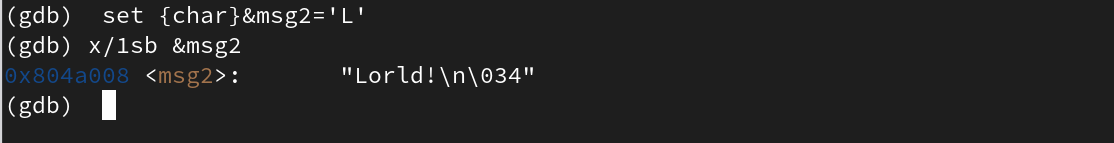 (gdb)  set {char}&msg2='L'
(gdb) x/1sb &msg2
0x804a008 <msg2>:       "Lorld!\n\034"
(gdb)